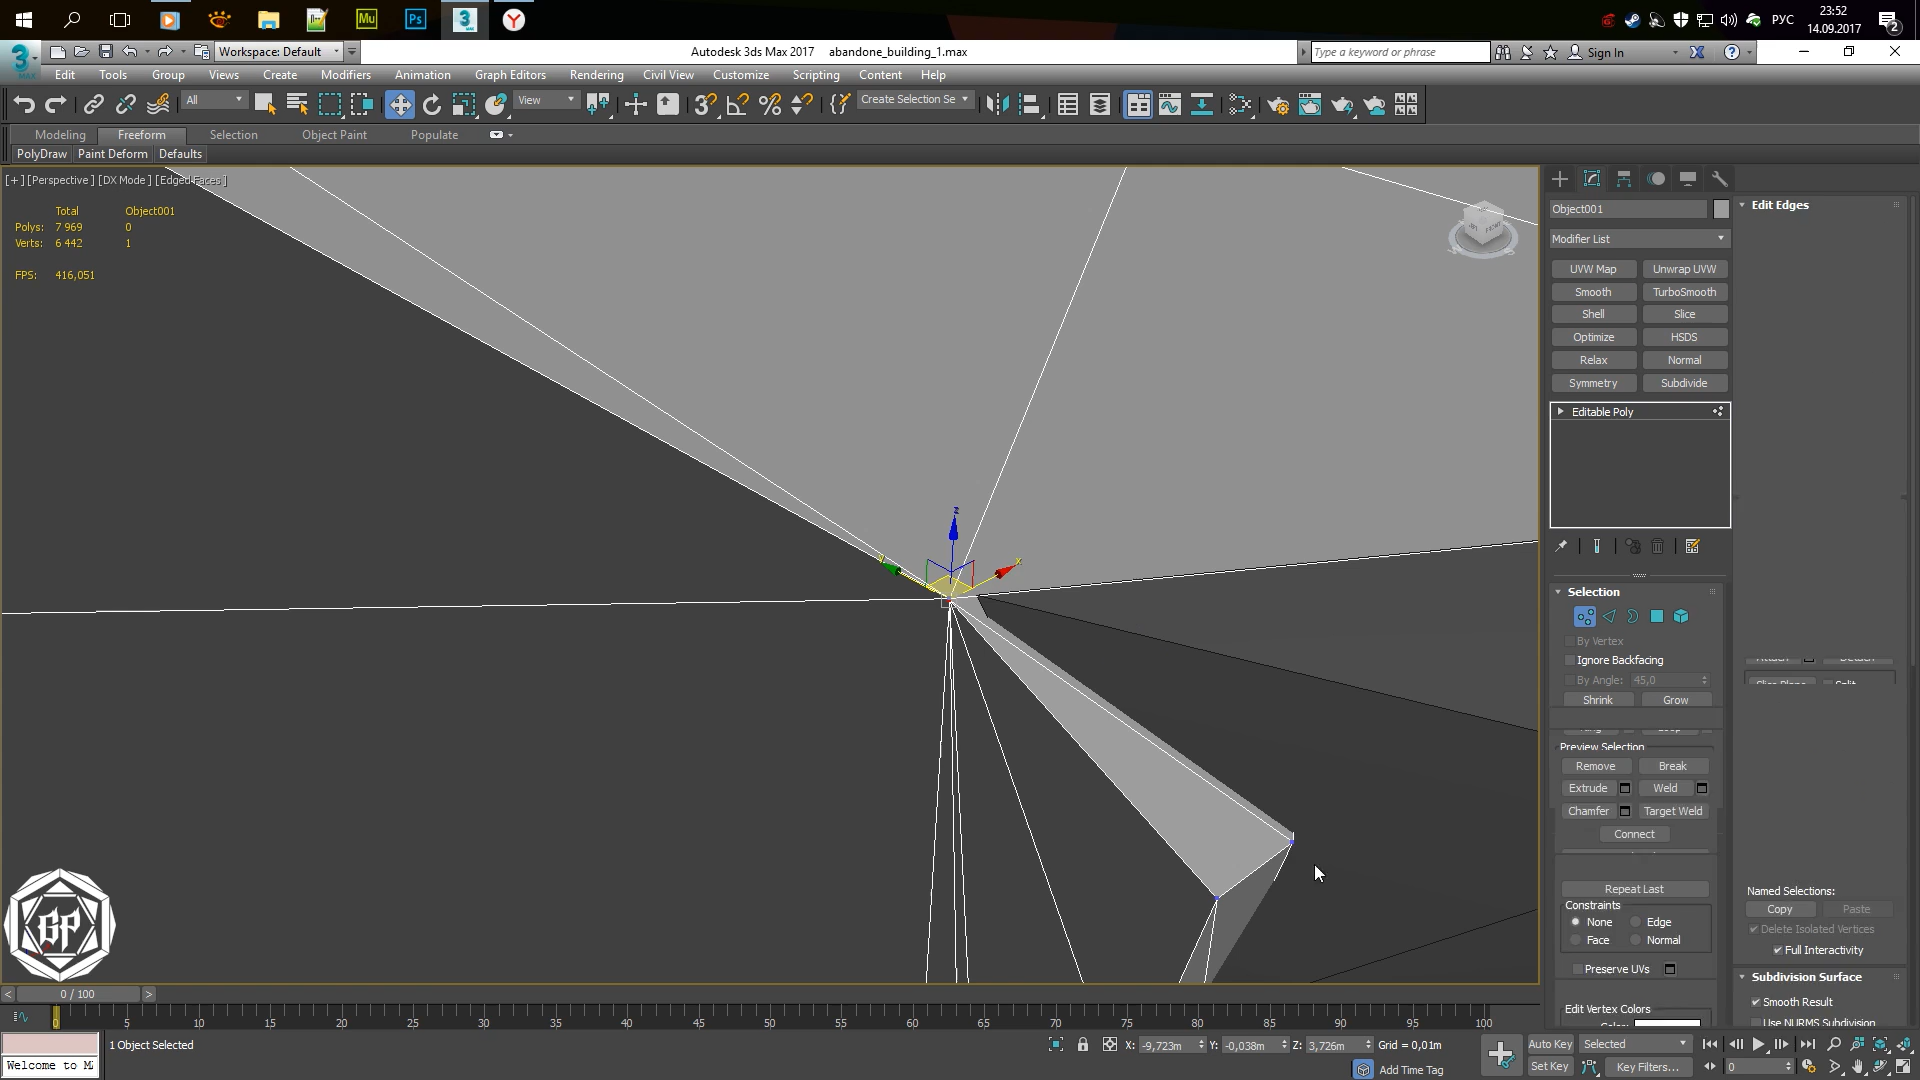 Mu
Ps
3
РУС
23:52
14.09.2017
2
Workspace: Default
Autodesk 3ds Max 2017 abandone_building_1.max
Type a keyword or phrase
Sign In
Edit Tools Group Views Create Modifiers Animation Graph Editors Rendering Civil View Customize Scripting Content Help
All
View
Create Selection Se
Modeling Freeform Selection Object Paint Populate
PolyDraw Paint Deform Defaults
[+] [Perspective] [DX Mode] [Edged Faces]
Total Object001
Polys: 7 969 0
Verts: 6 442 1
FPS: 416,051
z
y
x
GP
Object001
Modifier List
UVW Map Unwrap UVW
Smooth TurboSmooth
Shell Slice
Optimize HSDS
Relax Normal
Symmetry Subdivide
Editable Poly
Selection
By Vertex
Ignore Backfacing
By Angle: 45,0
Shrink Grow
Preview Selection
Remove Break
Extrude Weld
Chamfer Target Weld
Connect
Repeat Last
Constraints
None Edge
Face Normal
Preserve UVs
Edit Vertex Colors
Edit Edges
Named Selections:
Copy Paste
Delete Isolated Vertices
Full Interactivity
Subdivision Surface
Smooth Result
Use NURMS Subdivision
< 0 / 100 >
0 5 10 15 20 25 30 35 40 45 50 55 60 65 70 75 80 85 90 95 100
Welcome to M
1 Object Selected
X: -9,723m Y: -0,038m Z: 3,726m Grid = 0,01m
Add Time Tag
Auto Key Selected
Set Key Key Filters...
0